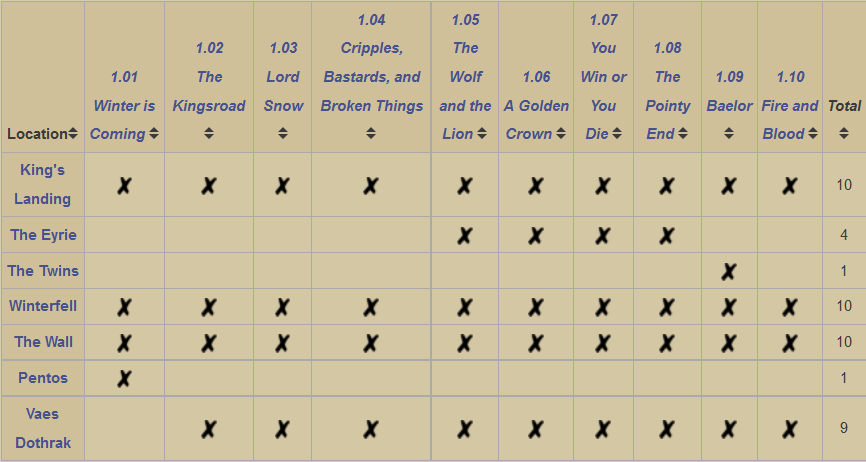 Location 1.01 Winter is Coming 1.02 The Kingsroad 1.03 Lord Snow 1.04 Cripples, Bastards, and Broken Things 1.05 The Wolf and the Lion 1.06 A Golden Crown 1.07 You Win or You Die 1.08 The Pointy End 1.09 Baelor 1.10 Fire and Blood Total
King's Landing ✗ ✗ ✗ ✗ ✗ ✗ ✗ ✗ ✗ ✗ 10
The Eyrie ✗ ✗ ✗ ✗ 4
The Twins ✗ 1
Winterfell ✗ ✗ ✗ ✗ ✗ ✗ ✗ ✗ ✗ ✗ 10
The Wall ✗ ✗ ✗ ✗ ✗ ✗ ✗ ✗ ✗ ✗ 10
Pentos ✗ 1
Vaes Dothrak ✗ ✗ ✗ ✗ ✗ ✗ ✗ ✗ ✗ 9